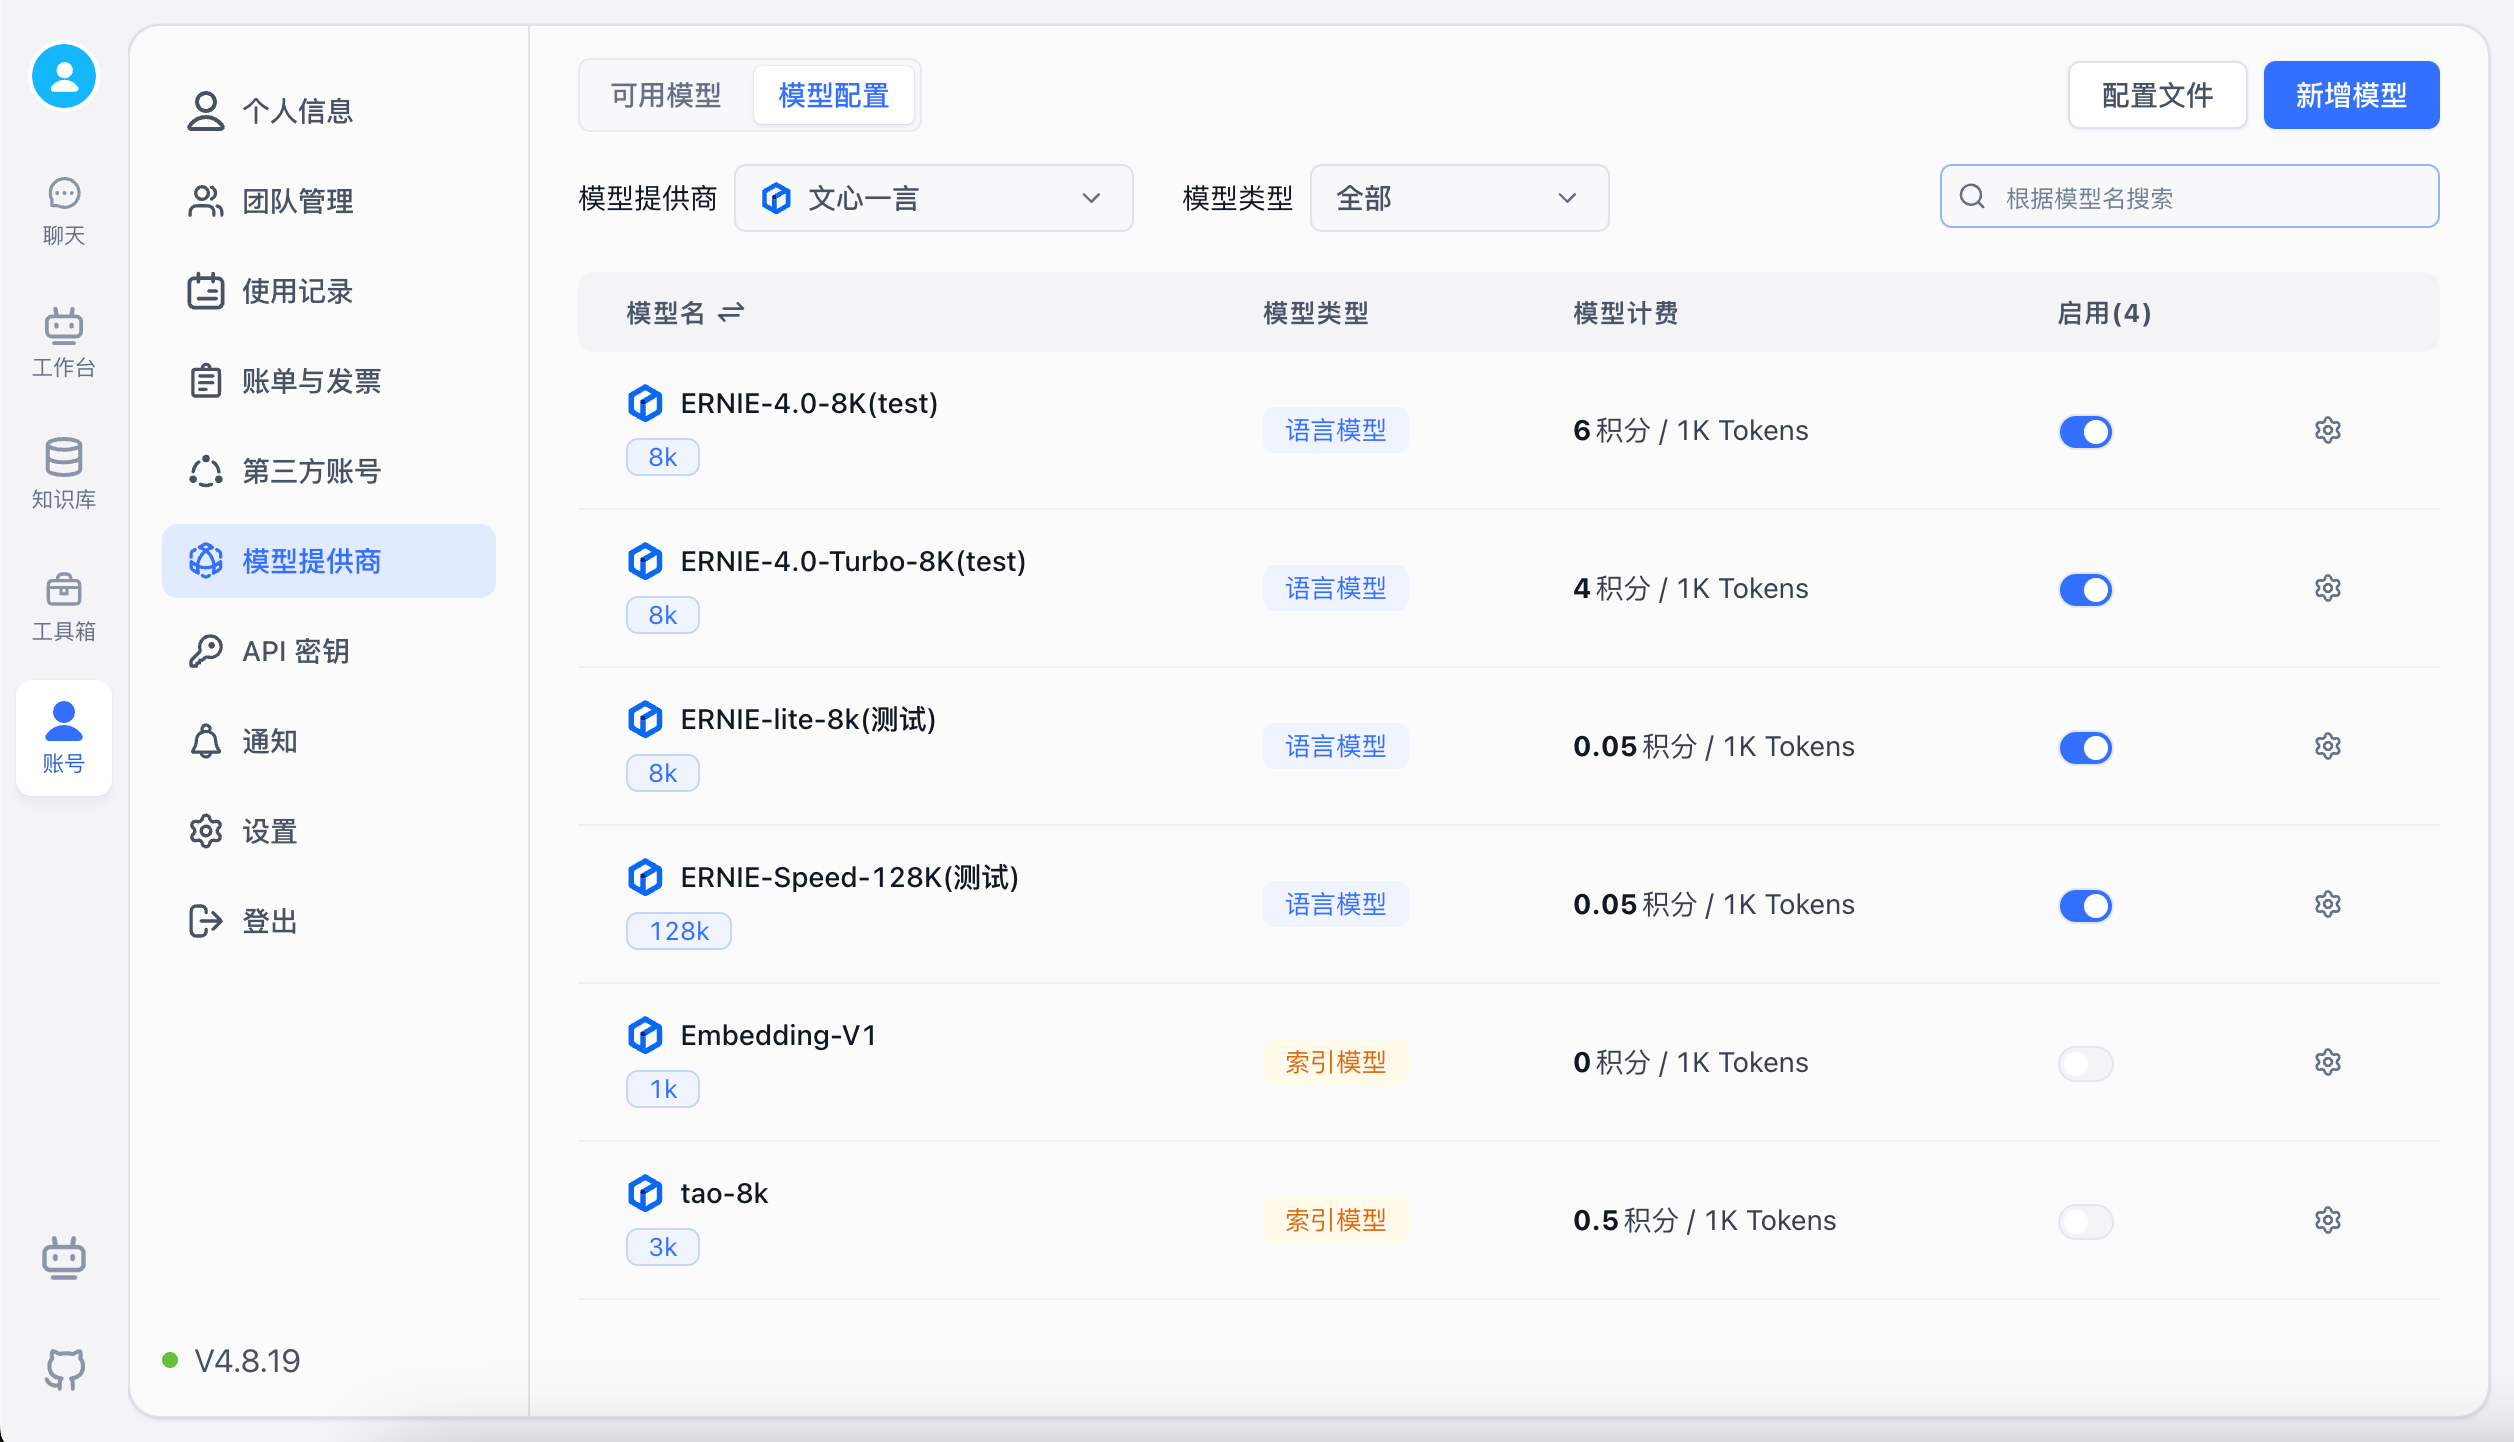 聊天
工作台
知识库
工具箱
账号
个人信息
团队管理
使用记录
账单与发票
第三方账号
模型提供商
API 密钥
通知
设置
登出
V4.8.19
可用模型 模型配置 配置文件 新增模型
模型提供商 文心一言 模型类型 全部 根据模型名搜索
模型名 模型类型 模型计费 启用(4)
ERNIE-4.0-8K(test)
8k
语言模型 6 积分 / 1K Tokens
ERNIE-4.0-Turbo-8K(test)
8k
语言模型 4 积分 / 1K Tokens
ERNIE-lite-8k(测试)
8k
语言模型 0.05 积分 / 1K Tokens
ERNIE-Speed-128K(测试)
128k
语言模型 0.05 积分 / 1K Tokens
Embedding-V1
1k
索引模型 0 积分 / 1K Tokens
tao-8k
3k
索引模型 0.5 积分 / 1K Tokens